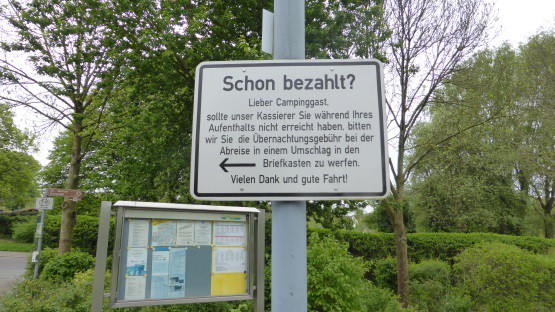 Schon bezahlt?
Lieber Campinggast,
sollte unser Kassierer Sie während Ihres
Aufenthalts nicht erreicht haben, bitten
wir Sie die Übernachtungsgebühr bei der
Abreise in einem Umschlag in den
Briefkasten zu werfen.
Vielen Dank und gute Fahrt!